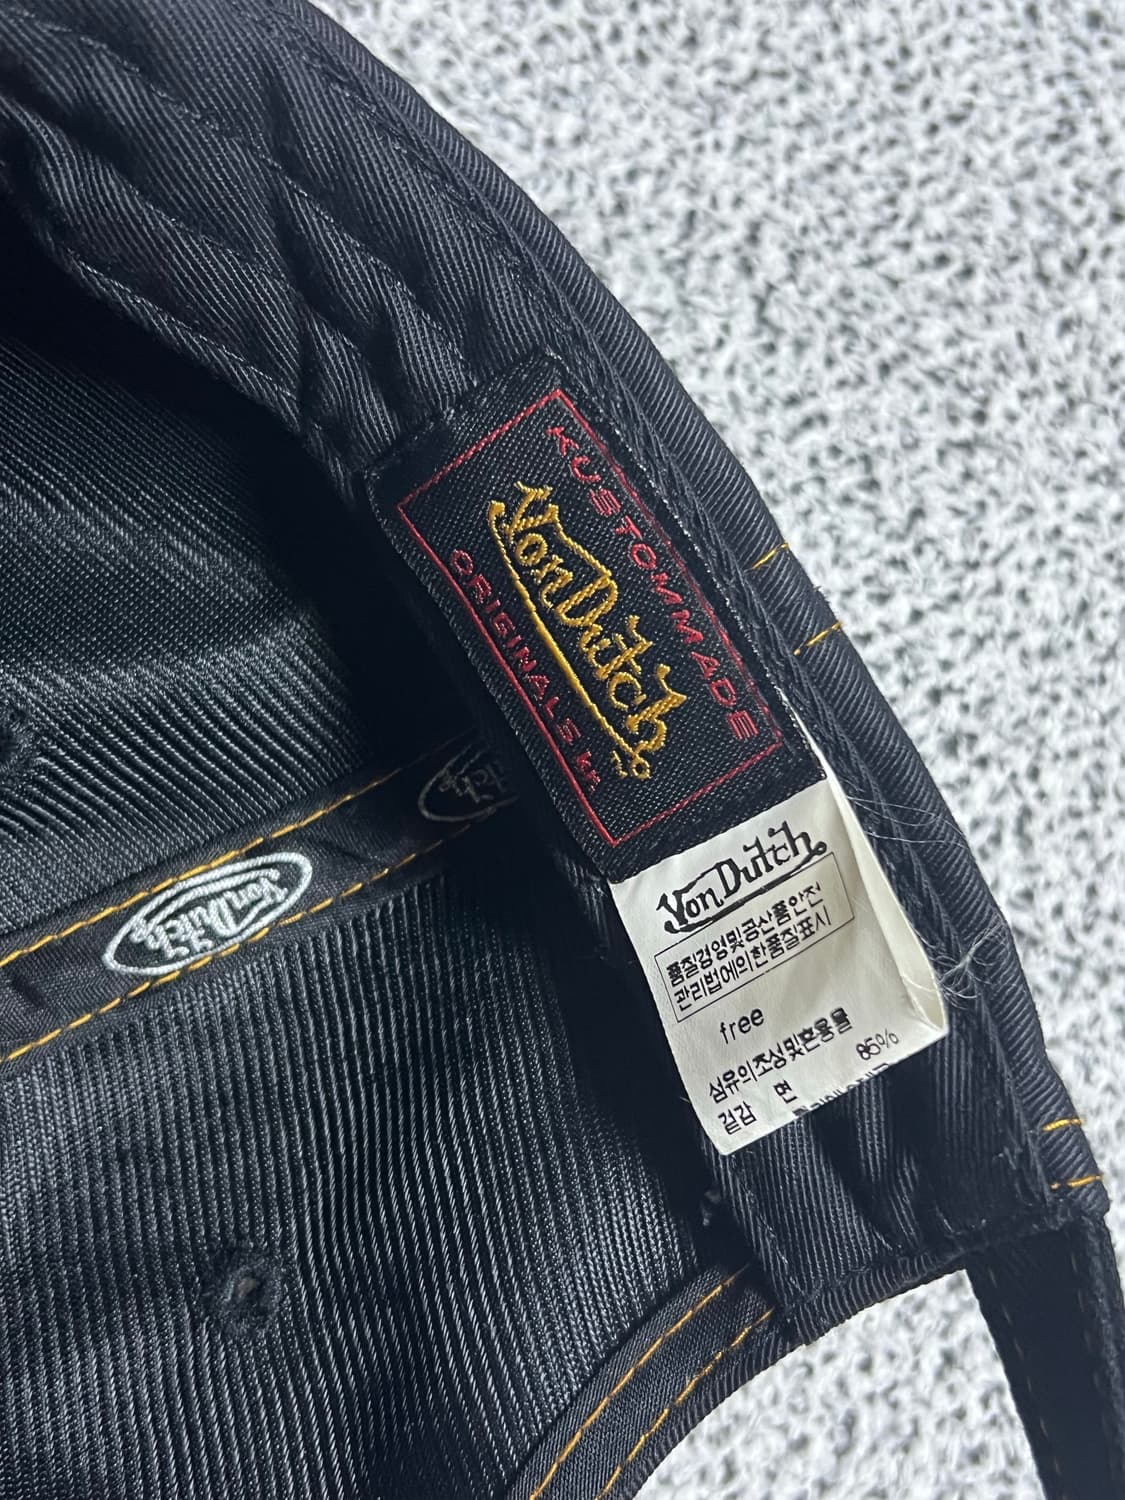 KUSTOMMADE
Von Dutch
ORIGINALS
Von Dutch
Von Dutch
품질경영및공산품안전
관리법에의한품질표시
free
섬유의조성및혼용율
겉감 면 85%